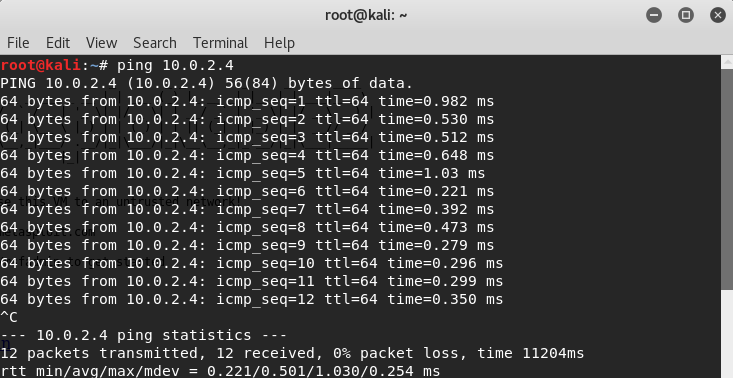 root@kali: ~
File Edit View Search Terminal Help
root@kali:~# ping 10.0.2.4
PING 10.0.2.4 (10.0.2.4) 56(84) bytes of data.
64 bytes from 10.0.2.4: icmp_seq=1 ttl=64 time=0.982 ms
64 bytes from 10.0.2.4: icmp_seq=2 ttl=64 time=0.530 ms
64 bytes from 10.0.2.4: icmp_seq=3 ttl=64 time=0.512 ms
64 bytes from 10.0.2.4: icmp_seq=4 ttl=64 time=0.648 ms
64 bytes from 10.0.2.4: icmp_seq=5 ttl=64 time=1.03 ms
64 bytes from 10.0.2.4: icmp_seq=6 ttl=64 time=0.221 ms
64 bytes from 10.0.2.4: icmp_seq=7 ttl=64 time=0.392 ms
64 bytes from 10.0.2.4: icmp_seq=8 ttl=64 time=0.473 ms
64 bytes from 10.0.2.4: icmp_seq=9 ttl=64 time=0.279 ms
64 bytes from 10.0.2.4: icmp_seq=10 ttl=64 time=0.296 ms
64 bytes from 10.0.2.4: icmp_seq=11 ttl=64 time=0.299 ms
64 bytes from 10.0.2.4: icmp_seq=12 ttl=64 time=0.350 ms
^C
--- 10.0.2.4 ping statistics ---
12 packets transmitted, 12 received, 0% packet loss, time 11204ms
rtt min/avg/max/mdev = 0.221/0.501/1.030/0.254 ms